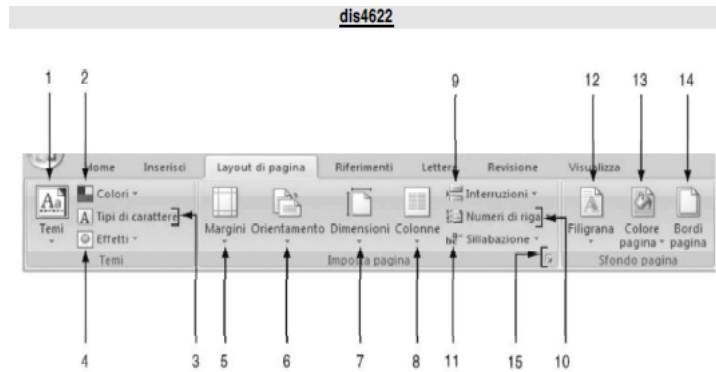 dis4622
1 2 9 12 13 14
Home Inserisci Layout di pagina Riferimenti Lettere Revisione Visualizza
Colori Interruzioni
Tipi di carattere Numeri di riga
Temi Margini Orientamento Dimensioni Colonne Filigrana Colore pagina Bordi pagina
Effetti Sillabazione
Temi Imposta pagina Sfondo pagina
4 3 5 6 7 8 11 15 10